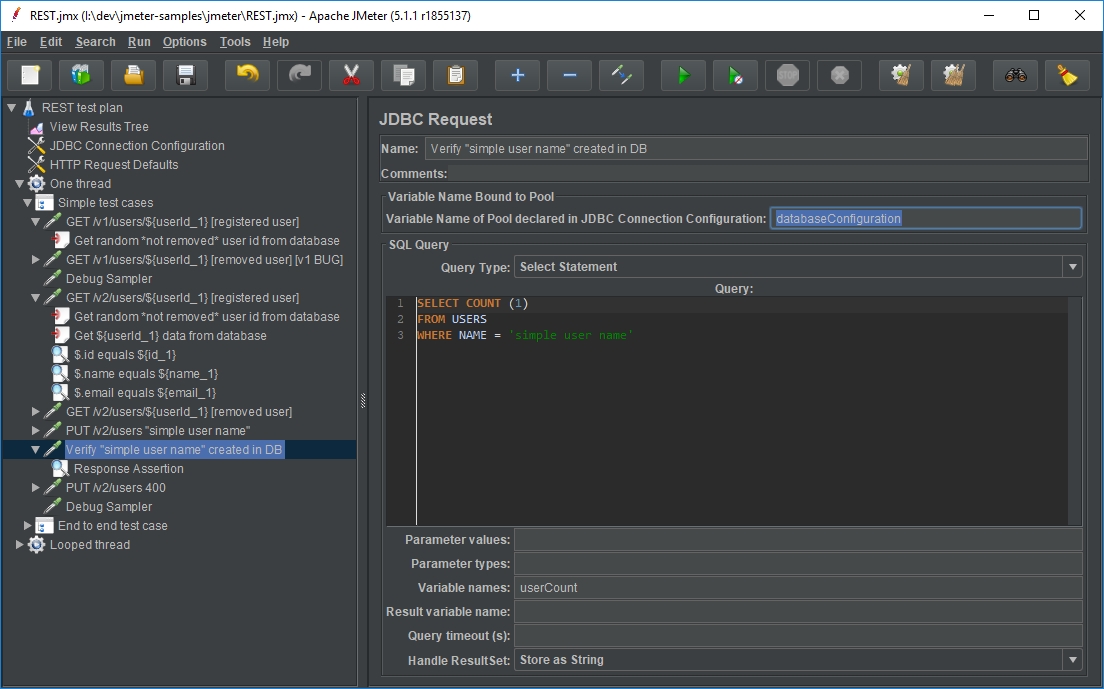 REST.jmx (I:\dev\jmeter-samples\jmeter\REST.jmx) - Apache JMeter (5.1.1 r1855137)
File Edit Search Run Options Tools Help
STOP
REST test plan
View Results Tree
JDBC Connection Configuration
HTTP Request Defaults
One thread
Simple test cases
GET /v1/users/${userId_1} [registered user]
Get random *not removed* user id from database
GET /v1/users/${userId_1} [removed user] [v1 BUG]
Debug Sampler
GET /v2/users/${userId_1} [registered user]
Get random *not removed* user id from database
Get ${userId_1} data from database
$.id equals ${id_1}
$.name equals ${name_1}
$.email equals ${email_1}
GET /v2/users/${userId_1} [removed user]
PUT /v2/users "simple user name"
Verify "simple user name" created in DB
Response Assertion
PUT /v2/users 400
Debug Sampler
End to end test case
Looped thread
JDBC Request
Name: Verify "simple user name" created in DB
Comments:
Variable Name Bound to Pool
Variable Name of Pool declared in JDBC Connection Configuration: databaseConfiguration
SQL Query
Query Type: Select Statement
Query:
1 SELECT COUNT (1)
2 FROM USERS
3 WHERE NAME = 'simple user name'
Parameter values:
Parameter types:
Variable names: userCount
Result variable name:
Query timeout (s):
Handle ResultSet: Store as String